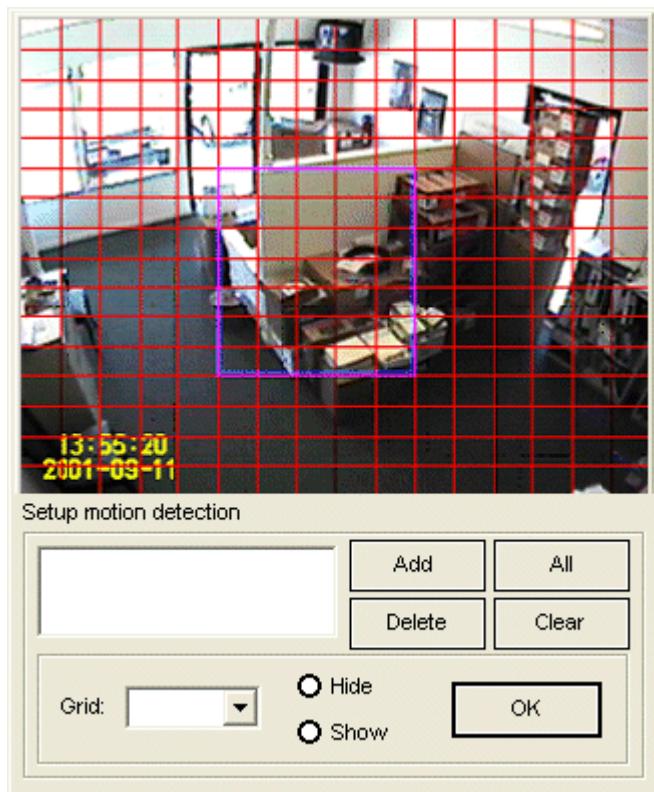 13:55:20
2001-09-11
Setup motion detection
Add
All
Delete
Clear
Grid:
Hide
Show
OK